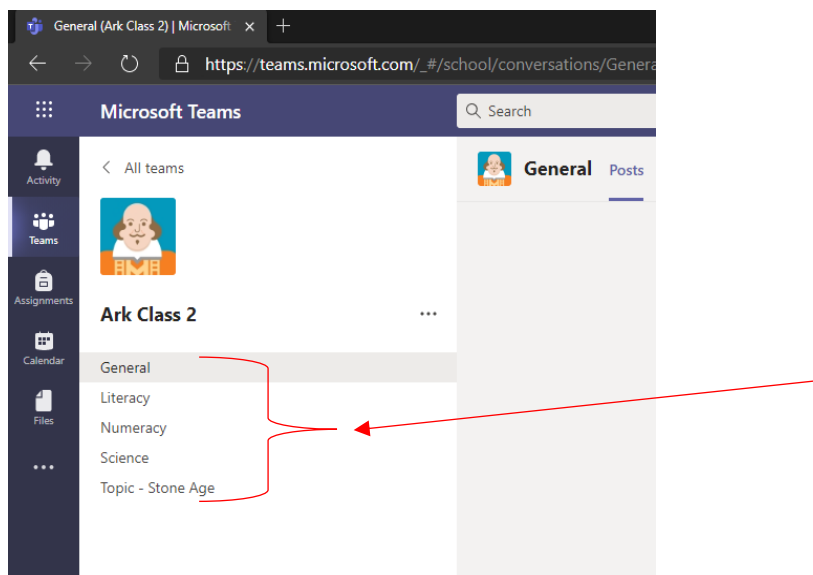 General (Ark Class 2) | Microsoft
https://teams.microsoft.com/_#/school/conversations/Genera
Microsoft Teams
Search
Activity
Teams
Assignments
Calendar
Files
All teams
Ark Class 2
General
Literacy
Numeracy
Science
Topic - Stone Age
General Posts